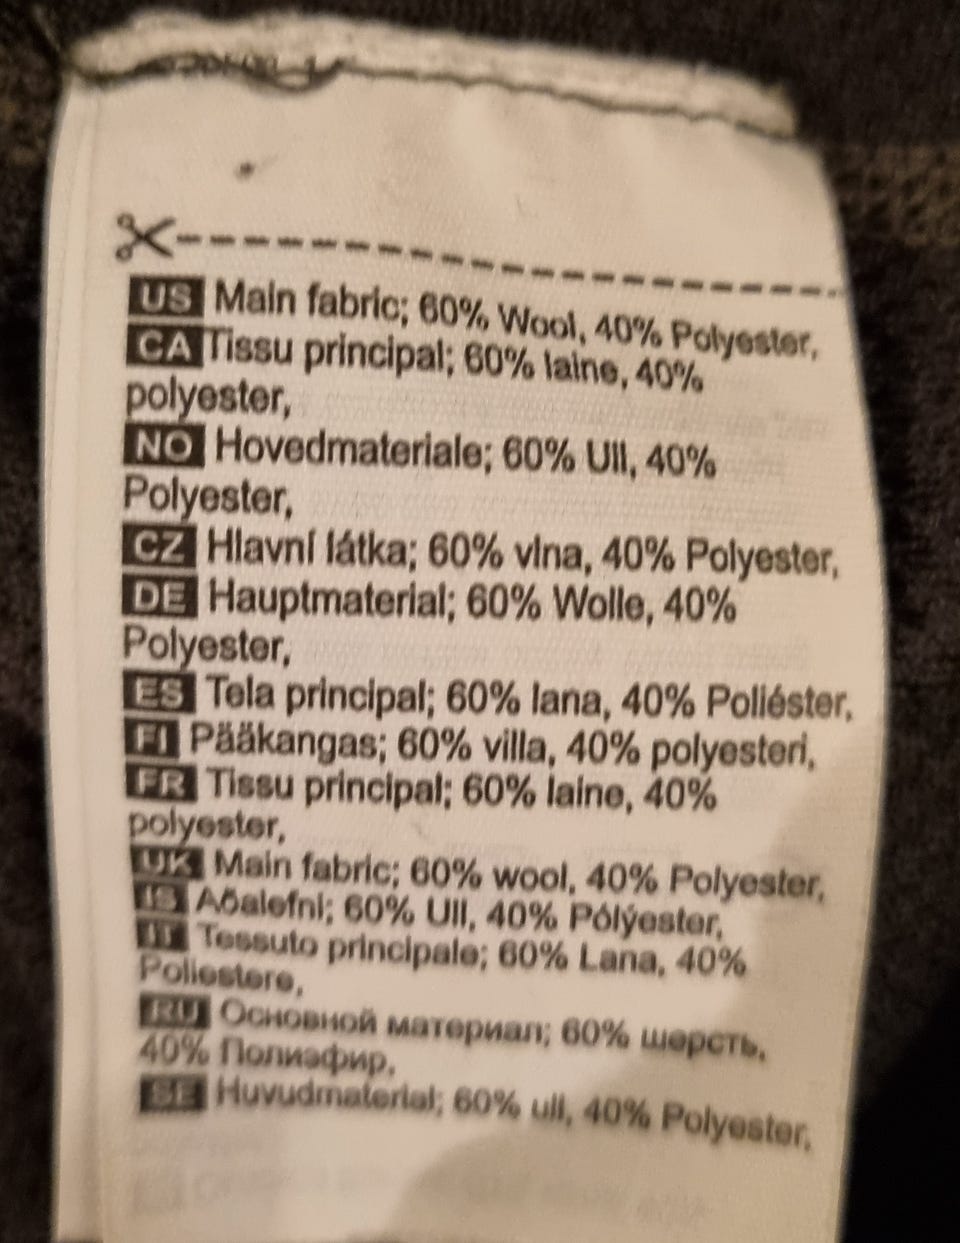 US Main fabric; 60% Wool, 40% Polyester,
CA Tissu principal; 60% laine, 40%
polyester,
NO Hovedmateriale; 60% Ull, 40%
Polyester,
CZ Hlavní látka; 60% vlna, 40% Polyester,
DE Hauptmaterial; 60% Wolle, 40%
Polyester,
ES Tela principal; 60% lana, 40% Poliéster,
FI Pääkangas; 60% villa, 40% polyesteri,
FR Tissu principal; 60% laine, 40%
polyester,
UK Main fabric; 60% wool, 40% Polyester,
IS Aðalefni; 60% Ull, 40% Pólýester,
IT Tessuto principale; 60% Lana, 40%
Poliestere,
RU Основной материал; 60% шерсть,
40% Полиэфир,
SE Huvudmaterial; 60% ull, 40% Polyester,